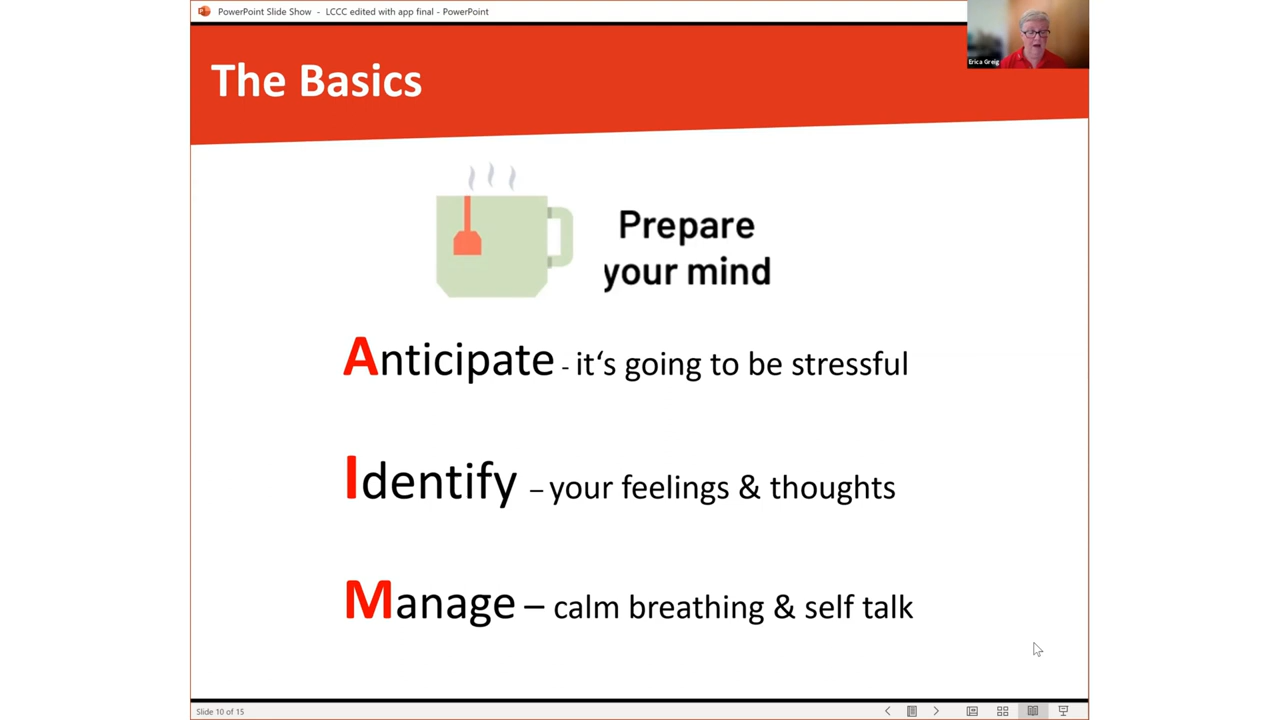 PowerPoint Slide Show - LCCC edited with app final - PowerPoint
Erica Greig
The Basics
Prepare
your mind
Anticipate - it‘s going to be stressful
Identify – your feelings & thoughts
Manage – calm breathing & self talk
Slide 10 of 15